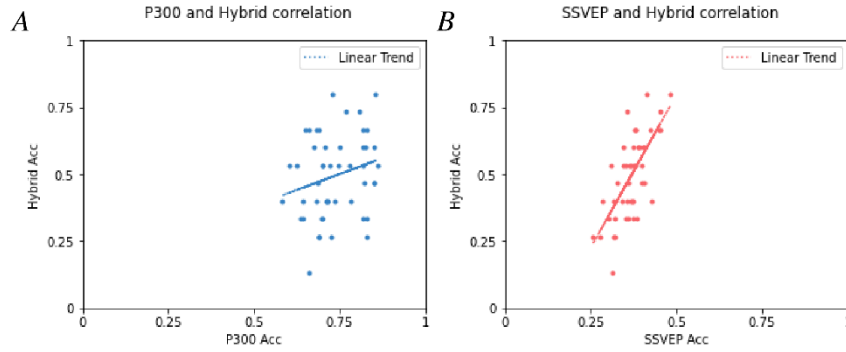 A
P300 and Hybrid correlation
1
0.75
0.5
0.25
0
Hybrid Acc
Linear Trend
0
0.25
0.5
0.75
1
P300 Acc
B
SSVEP and Hybrid correlation
1
0.75
0.5
0.25
0
Hybrid Acc
Linear Trend
0
0.25
0.5
0.75
1
SSVEP Acc